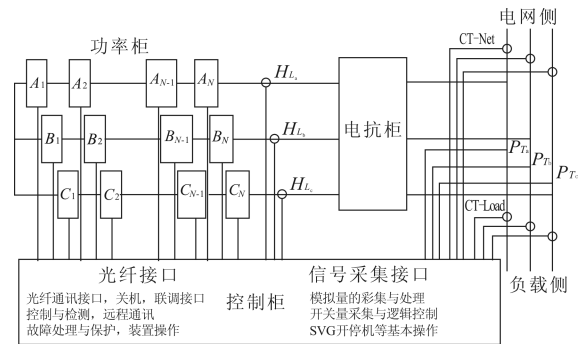 电网侧
CT-Net
功率柜
A1 A2 AN-1 AN HLa
B1 B2 BN-1 BN HLb
电抗柜
PTa
PTb
PTc
C1 C2 CN-1 CN HLc
CT-Load
负载侧
光纤接口
光纤通讯接口，关机，联调接口
控制与检测，远程通讯
故障处理与保护，装置操作
控制柜
信号采集接口
模拟量的彩集与处理
开关量采集与逻辑控制
SVG开停机等基本操作